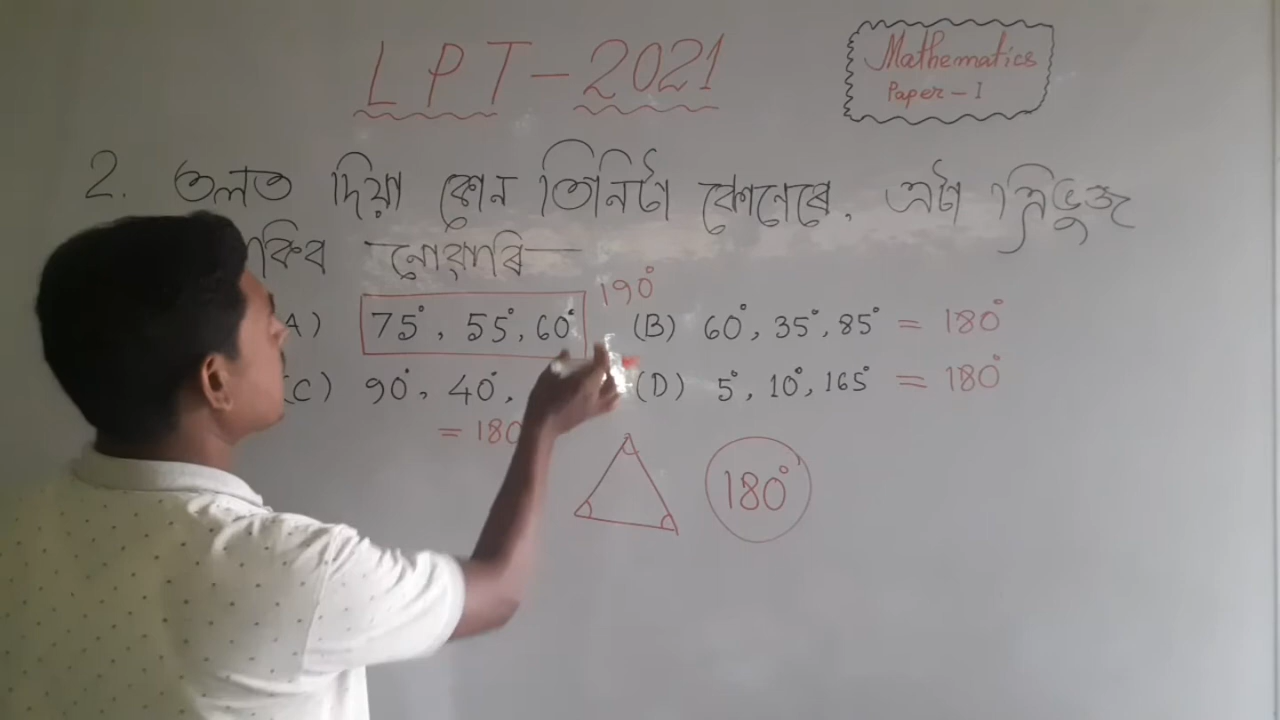 LPT-2021
Mathematics
Paper-I
2. তলত দিয়া কোন তিনিটা কোণেৰে, এটা ত্ৰিভুজ
নোৱাৰি—
190°
A) 75°, 55°, 60°
(B) 60°, 35°, 85° = 180°
C) 90°, 40°,
(D) 5°, 10°, 165° = 180°
= 180
180°